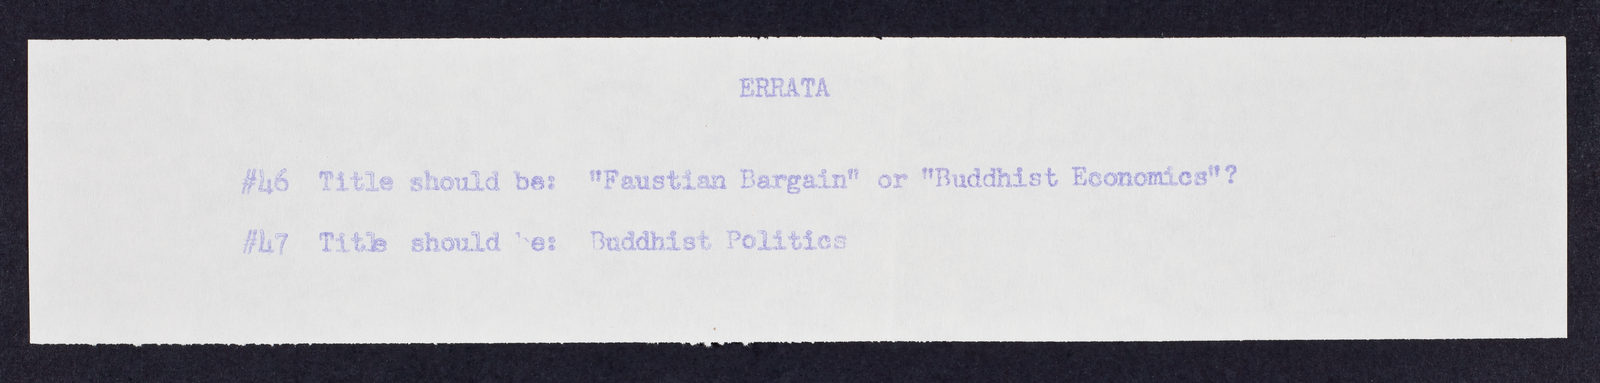 ERRATA
#46 Title should be: "Faustian Bargain" or "Buddhist Economics"?
#47 Title should be: Buddhist Politics